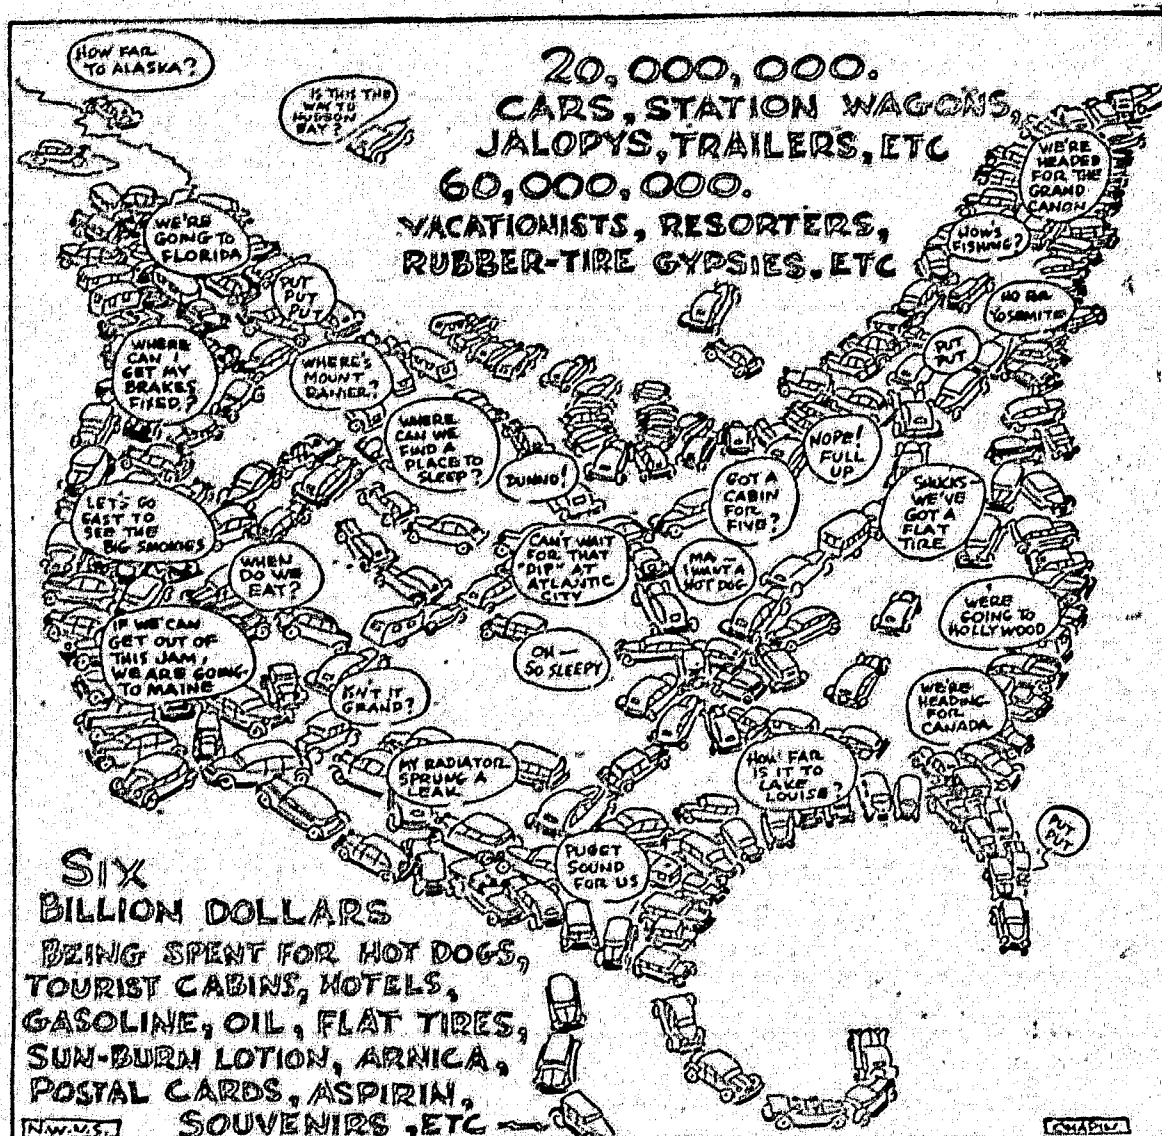 HOW FAR
TO ALASKA?
IS THIS THE
WAY TO
HUDSON
BAY?
20,000,000.
CARS, STATION WAGONS,
JALOPYS, TRAILERS, ETC
60,000,000.
VACATIONISTS, RESORTERS,
RUBBER-TIRE GYPSIES, ETC
WE'RE
HEADED
FOR THE
GRAND
CANON
HOW'S
FISHING?
HO FOR
YOSEMITE
PUT
PUT
WE'RE
GOING TO
FLORIDA
PUT
PUT
PUT
WHERE
CAN I
GET MY
BRAKES
FIXED?
WHERE'S
MOUNT
RANIER?
WHERE
CAN WE
FIND A
PLACE TO
SLEEP?
DUNNO!
GOT A
CABIN
FOR
FIVE?
NOPE!
FULL
UP
SHUCKS—
WE'VE
GOT A
FLAT
TIRE
LET'S GO
EAST TO
SEE THE
BIG SMOKIES
WHEN
DO WE
EAT?
CAN'T WAIT
FOR THAT
"DIP" AT
ATLANTIC
CITY
MA—
I WANT A
HOT DOG
WE'RE
GOING TO
HOLLYWOOD
IF WE CAN
GET OUT OF
THIS JAM,
WE ARE GOING
TO MAINE
ISN'T IT
GRAND?
OH—
SO SLEEPY
WE'RE
HEADING
FOR
CANADA
MY RADIATOR
SPRUNG A
LEAK
HOW FAR
IS IT TO
LAKE
LOUISE?
PUGET
SOUND
FOR US
PUT
PUT
SIX
BILLION DOLLARS
BEING SPENT FOR HOT DOGS,
TOURIST CABINS, HOTELS,
GASOLINE, OIL, FLAT TIRES,
SUN-BURN LOTION, ARNICA,
POSTAL CARDS, ASPIRIN,
SOUVENIRS, ETC—
N.W.U.S.
CHAPIN